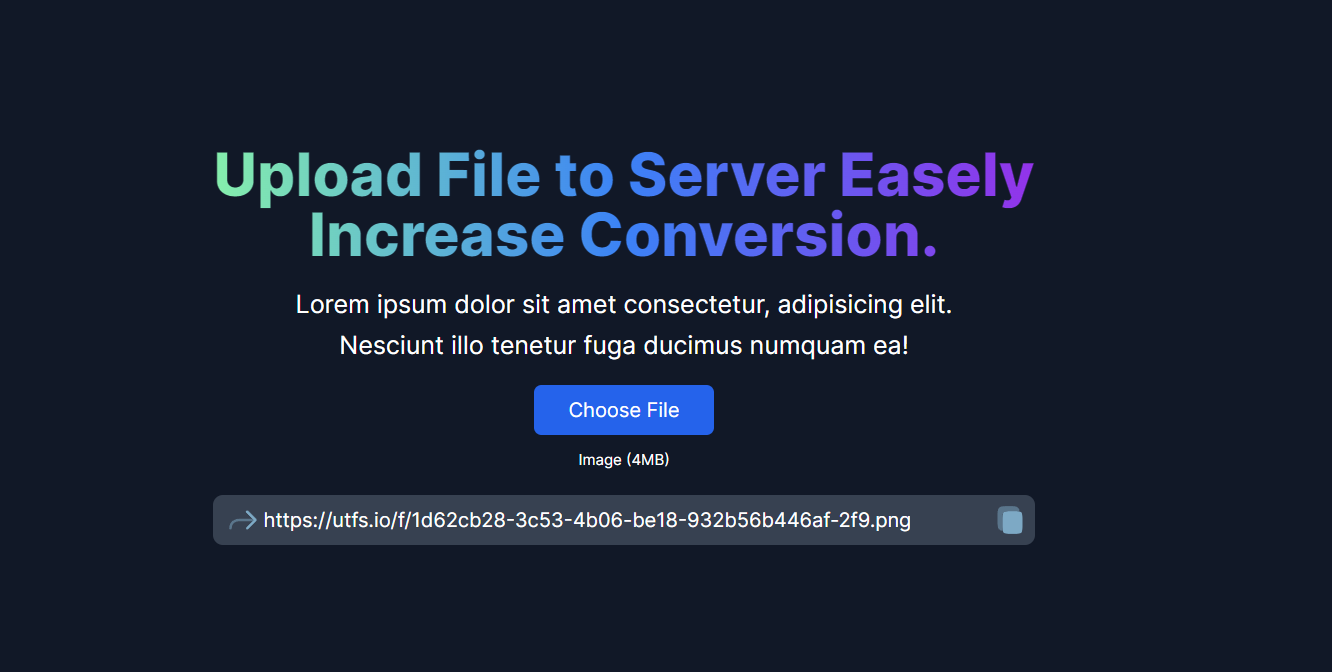 Upload File to Server Easely
Increase Conversion.
Lorem ipsum dolor sit amet consectetur, adipisicing elit.
Nesciunt illo tenetur fuga ducimus numquam ea!
Choose File
Image (4MB)
https://utfs.io/f/1d62cb28-3c53-4b06-be18-932b56b446af-2f9.png